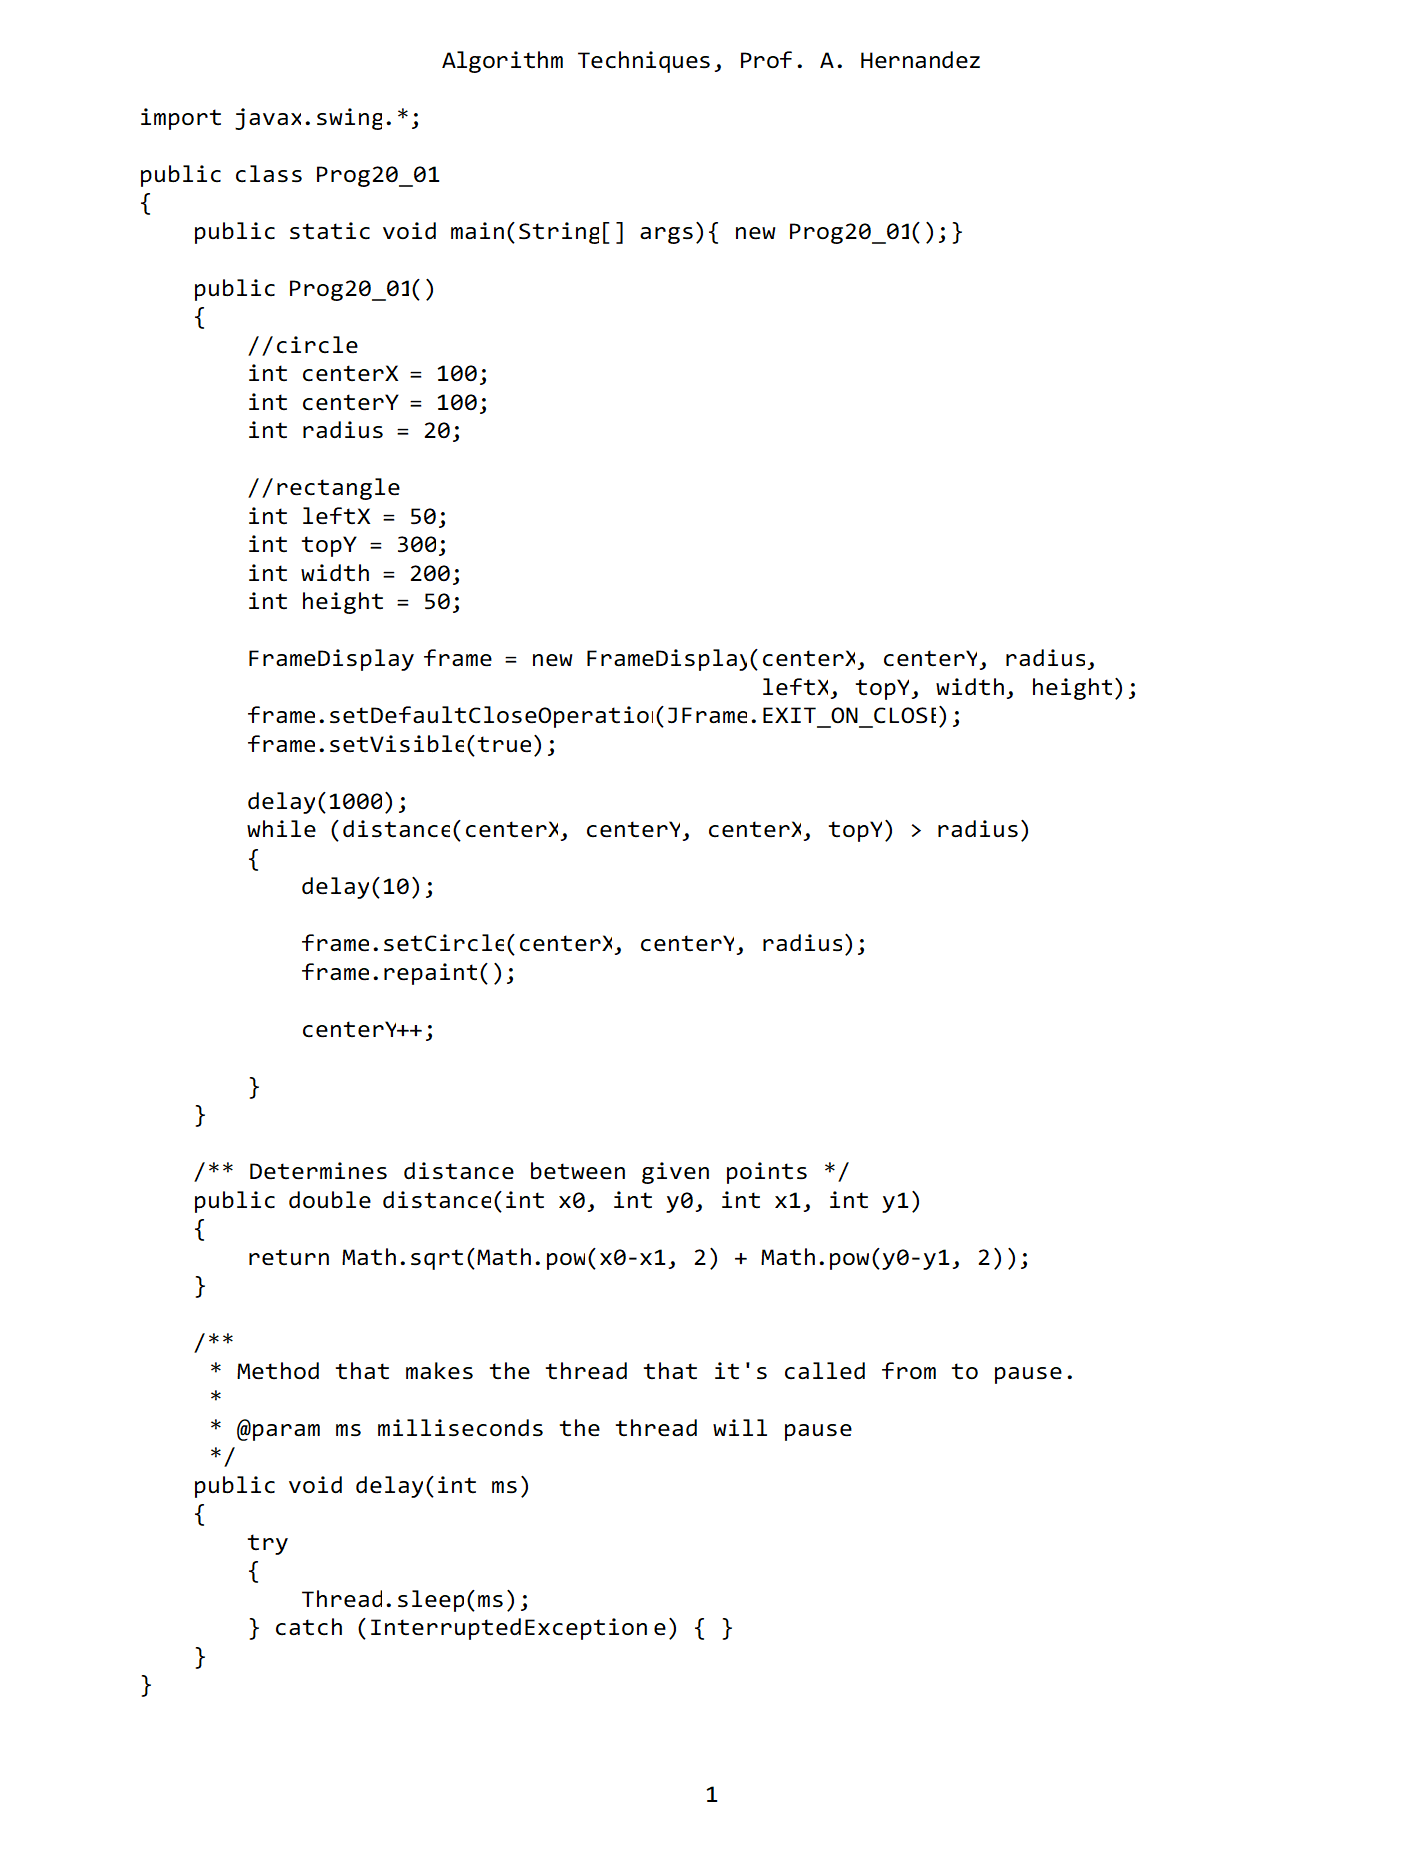 Algorithm Techniques, Prof. A. Hernandez
import javax.swing.*;
public class Prog20_01
{
public static void main(String[] args){ new Prog20_01();}
public Prog20_01()
{
//circle
int centerX = 100;
int centerY = 100;
int radius = 20;
//rectangle
int leftX = 50;
int topY = 300;
int width = 200;
int height = 50;
FrameDisplay frame = new FrameDisplay(centerX, centerY, radius,
leftX, topY, width, height);
frame.setDefaultCloseOperation(JFrame.EXIT_ON_CLOSE);
frame.setVisible(true);
delay(1000);
while (distance(centerX, centerY, centerX, topY) > radius)
{
delay(10);
frame.setCircle(centerX, centerY, radius);
frame.repaint();
centerY++;
}
}
/** Determines distance between given points */
public double distance(int x0, int y0, int x1, int y1)
{
return Math.sqrt(Math.pow(x0-x1, 2) + Math.pow(y0-y1, 2));
}
/**
* Method that makes the thread that it's called from to pause.
*
* @param ms milliseconds the thread will pause
*/
public void delay(int ms)
{
try
{
Thread.sleep(ms);
} catch (InterruptedException e) { }
}
}
1